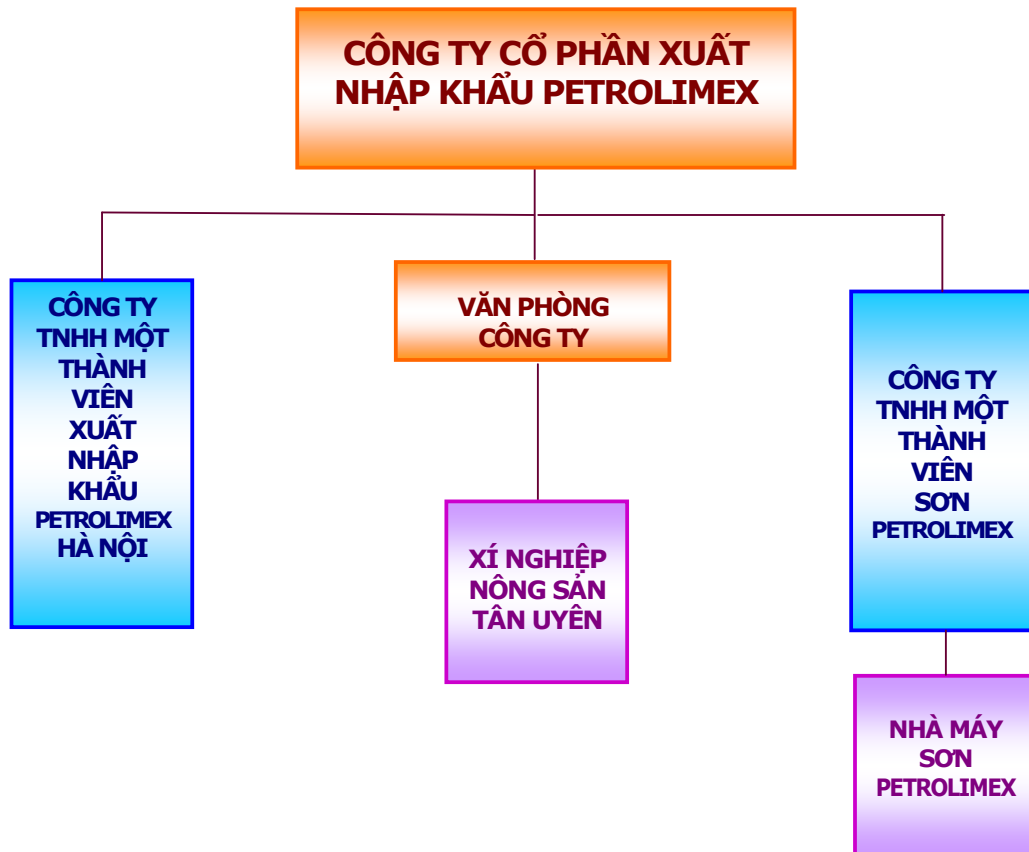 CÔNG TY CỔ PHẦN XUẤT
NHẬP KHẨU PETROLIMEX
CÔNG TY
TNHH MỘT
THÀNH
VIÊN
XUẤT
NHẬP
KHẨU
PETROLIMEX
HÀ NỘI
VĂN PHÒNG
CÔNG TY
XÍ NGHIỆP
NÔNG SẢN
TÂN UYÊN
CÔNG TY
TNHH MỘT
THÀNH
VIÊN
SƠN
PETROLIMEX
NHÀ MÁY
SƠN
PETROLIMEX